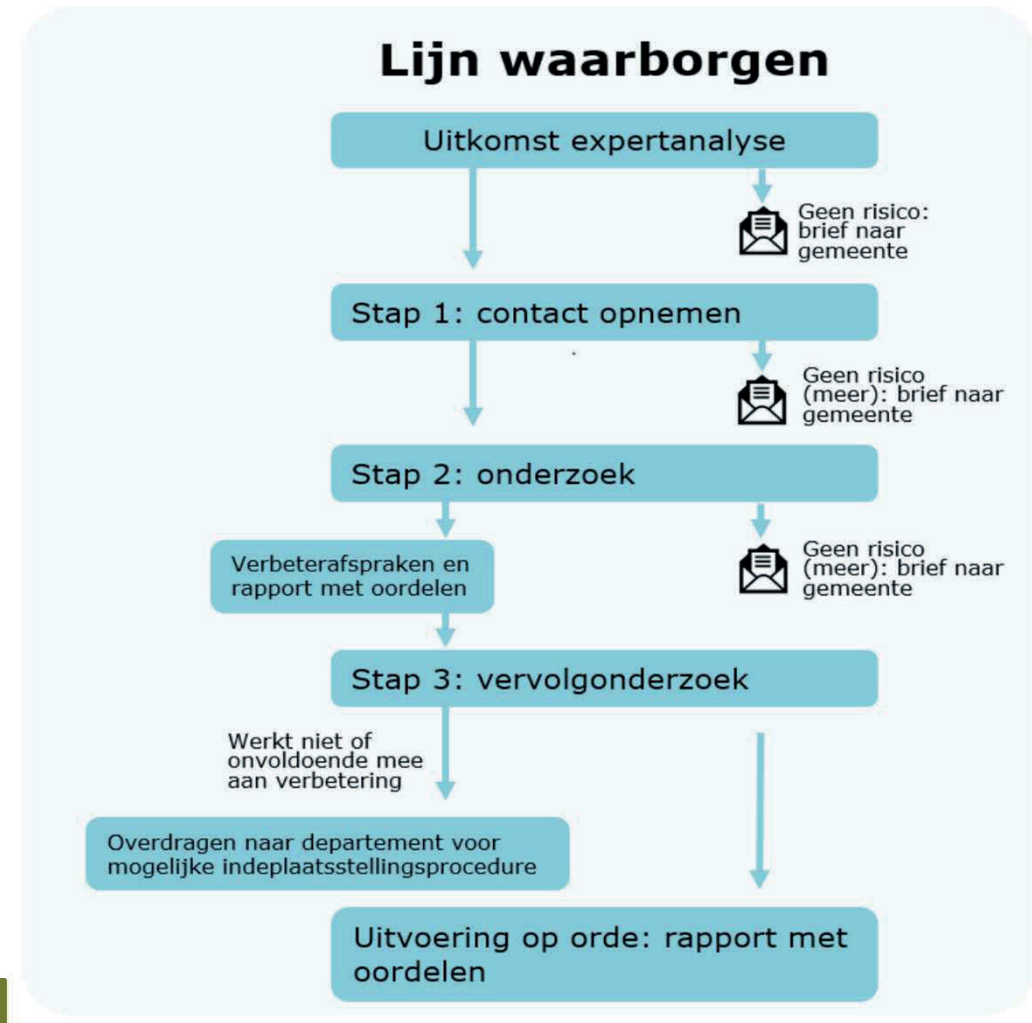 Lijn waarborgen
Uitkomst expertanalyse
Geen risico:
brief naar
gemeente
Stap 1: contact opnemen
Geen risico
(meer): brief naar
gemeente
Stap 2: onderzoek
Verbeterafspraken en
rapport met oordelen
Geen risico
(meer): brief naar
gemeente
Stap 3: vervolgonderzoek
Werkt niet of
onvoldoende mee
aan verbetering
Overdragen naar departement voor
mogelijke indeplaatsstellingsprocedure
Uitvoering op orde: rapport met
oordelen